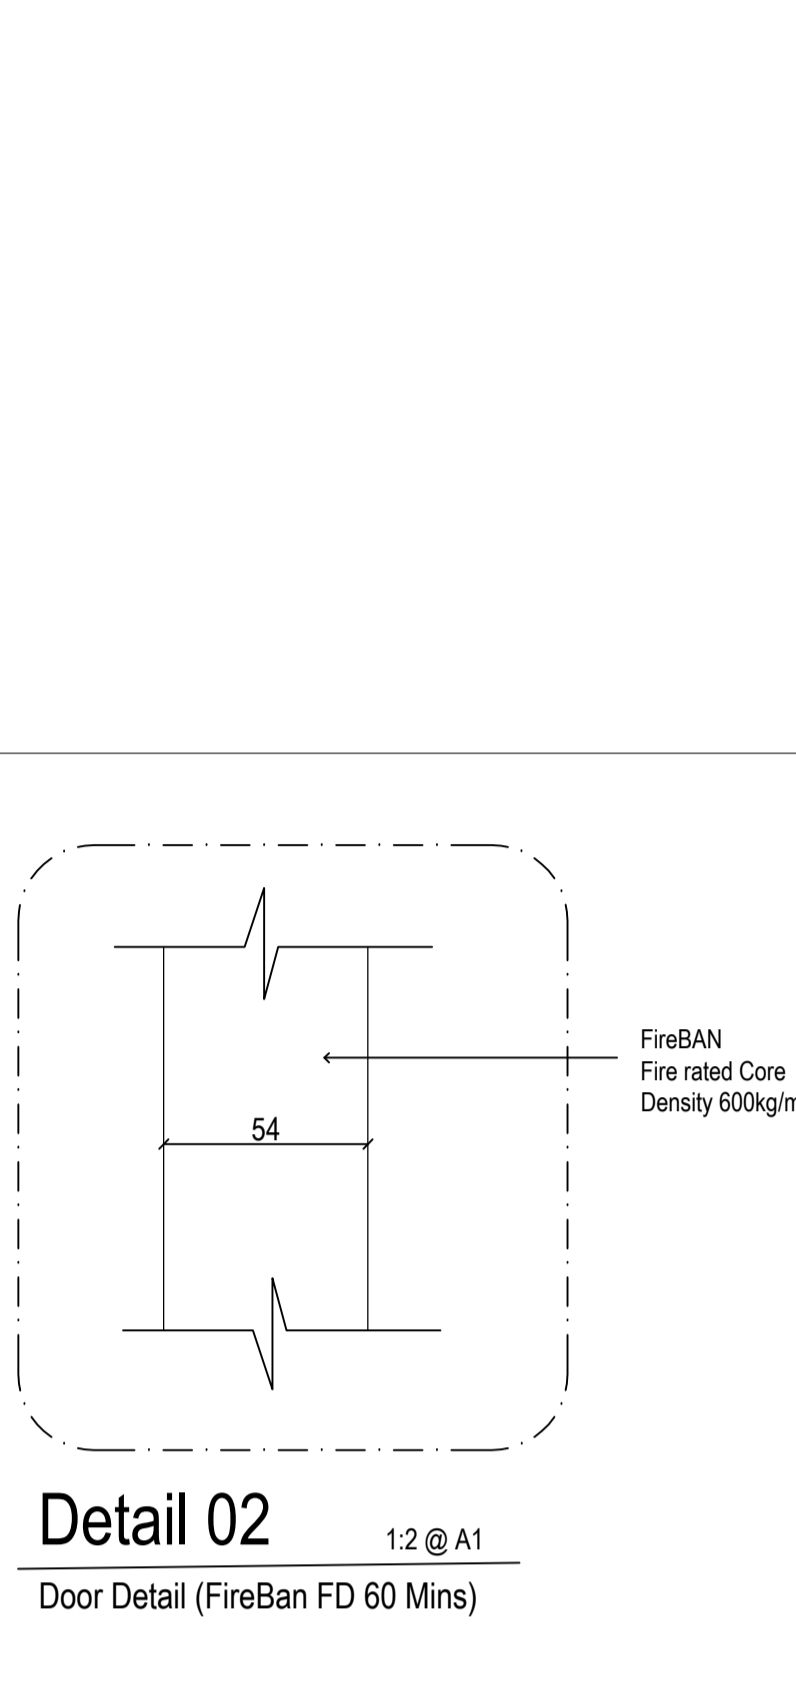 FireBAN
Fire rated Core
Density 600kg/m
54
Detail 02
1:2 @ A1
Door Detail (FireBan FD 60 Mins)